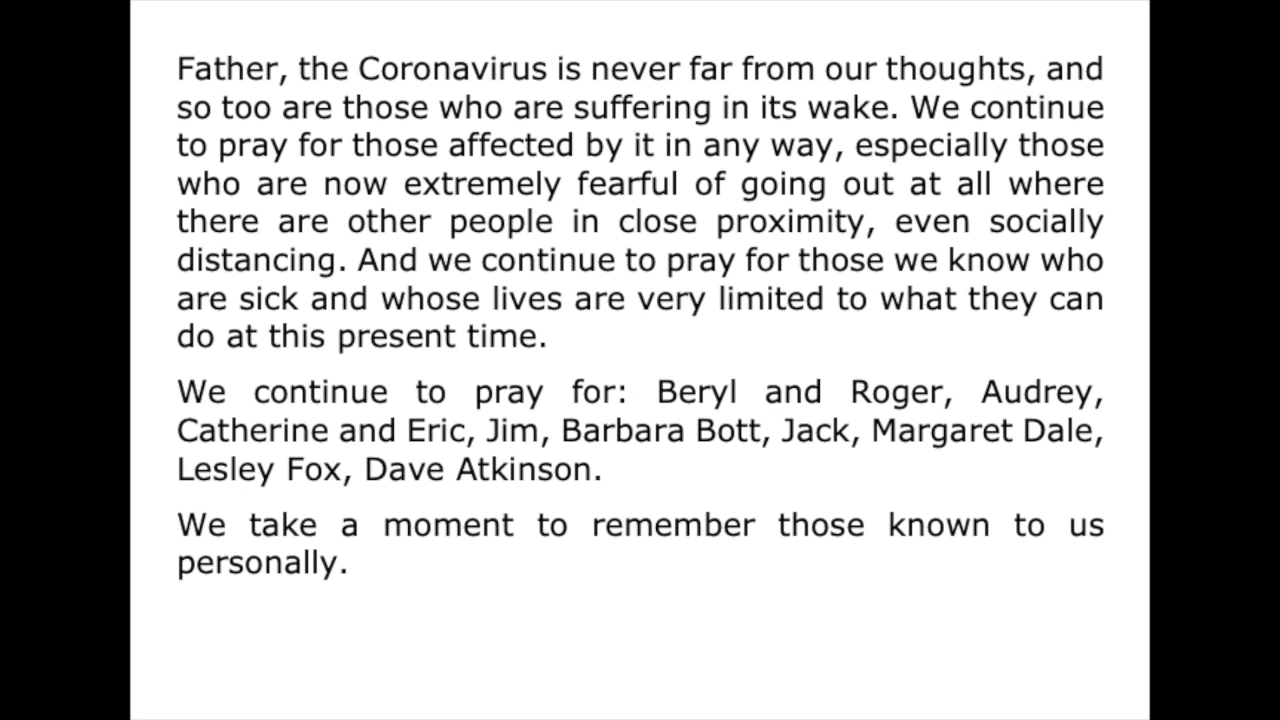 Father, the Coronavirus is never far from our thoughts, and
so too are those who are suffering in its wake. We continue
to pray for those affected by it in any way, especially those
who are now extremely fearful of going out at all where
there are other people in close proximity, even socially
distancing. And we continue to pray for those we know who
are sick and whose lives are very limited to what they can
do at this present time.
We continue to pray for: Beryl and Roger, Audrey,
Catherine and Eric, Jim, Barbara Bott, Jack, Margaret Dale,
Lesley Fox, Dave Atkinson.
We take a moment to remember those known to us
personally.